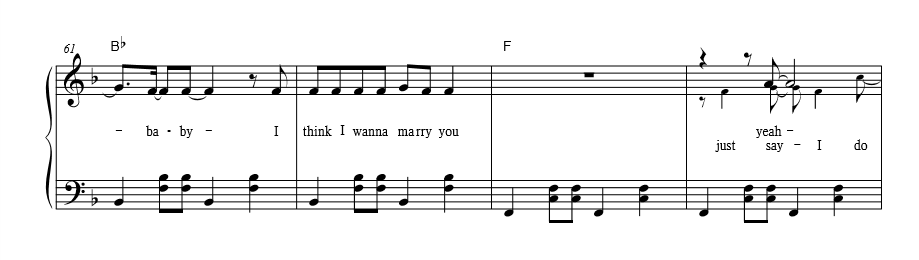 61 B♭ F
- ba - by - I think I wanna marry you yeah -
just say - I do